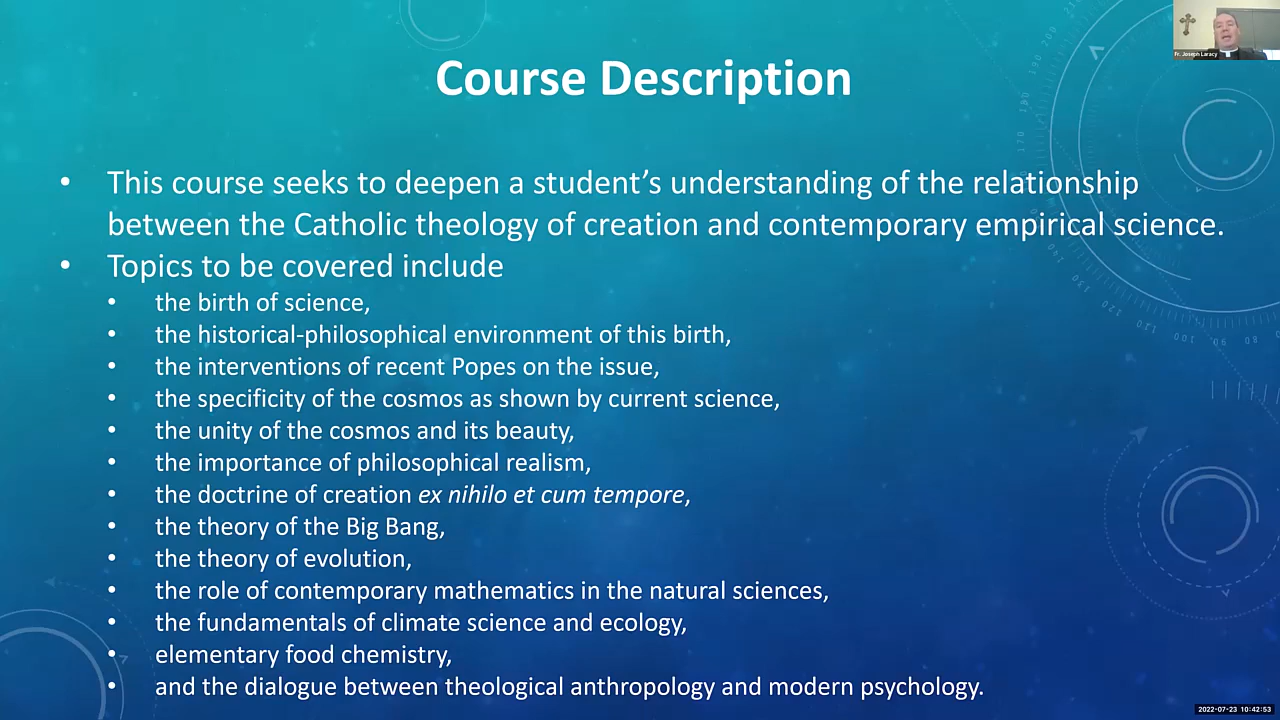 Fr. Joseph Laracy
Course Description
• This course seeks to deepen a student’s understanding of the relationship
between the Catholic theology of creation and contemporary empirical science.
• Topics to be covered include
• the birth of science,
• the historical-philosophical environment of this birth,
• the interventions of recent Popes on the issue,
• the specificity of the cosmos as shown by current science,
• the unity of the cosmos and its beauty,
• the importance of philosophical realism,
• the doctrine of creation ex nihilo et cum tempore,
• the theory of the Big Bang,
• the theory of evolution,
• the role of contemporary mathematics in the natural sciences,
• the fundamentals of climate science and ecology,
• elementary food chemistry,
• and the dialogue between theological anthropology and modern psychology.
2022-07-23 10:42:53